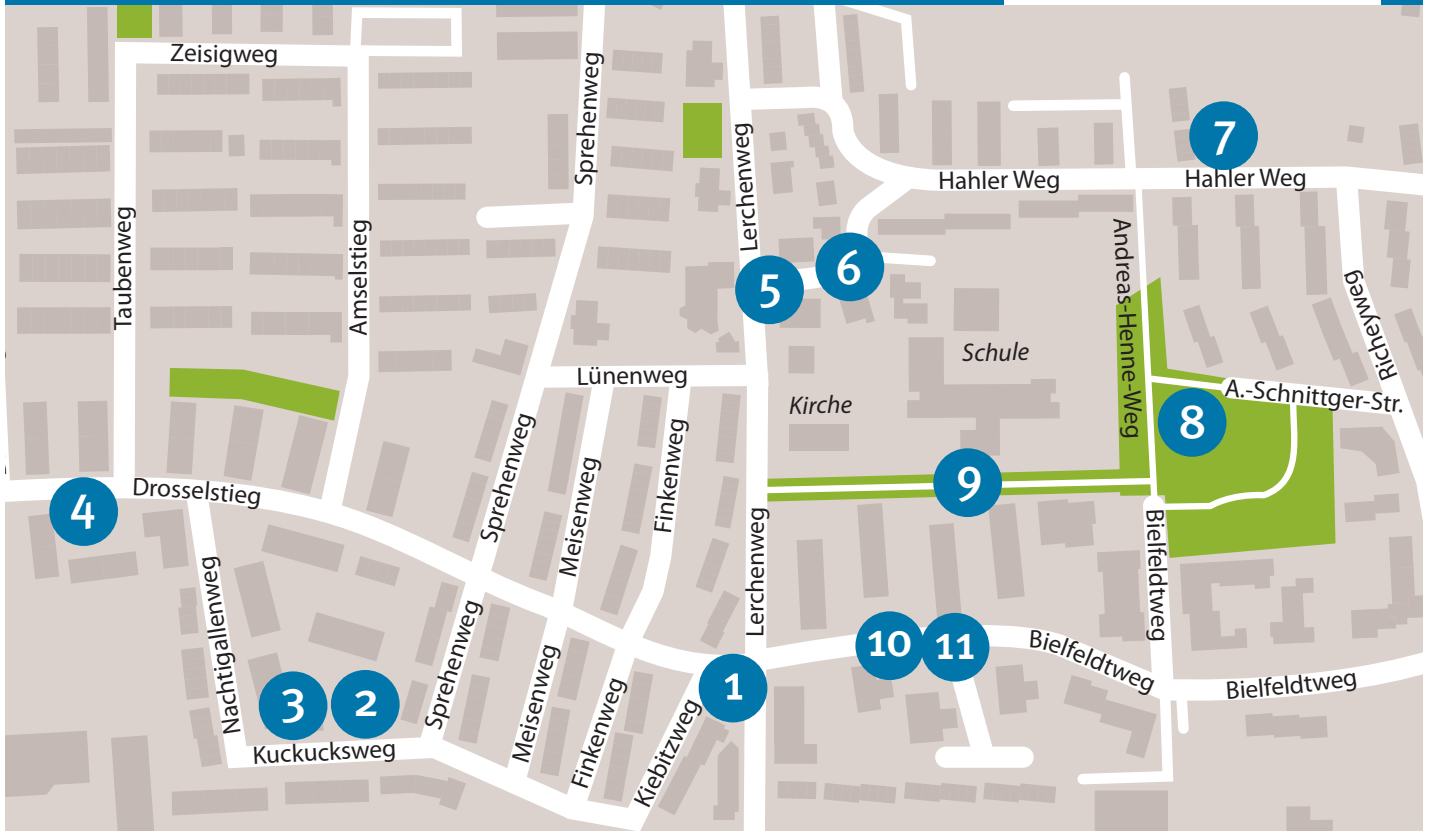 Zeisigweg
Sprehenweg
Lerchenweg
7
Hahler Weg
Hahler Weg
Taubenweg
Amselstieg
Andreas-Henne-Weg
6
5
Richeyweg
Schule
Lünenweg
Kirche
A.-Schnittger-Str.
8
Sprehenweg
Meisenweg
Finkenweg
9
Drosselstieg
4
Lerchenweg
Bielfeldtweg
Nachtigallenweg
Sprehenweg
10
11
Bielfeldtweg
Bielfeldtweg
1
3
2
Meisenweg
Finkenweg
Kiebitzweg
Kuckucksweg